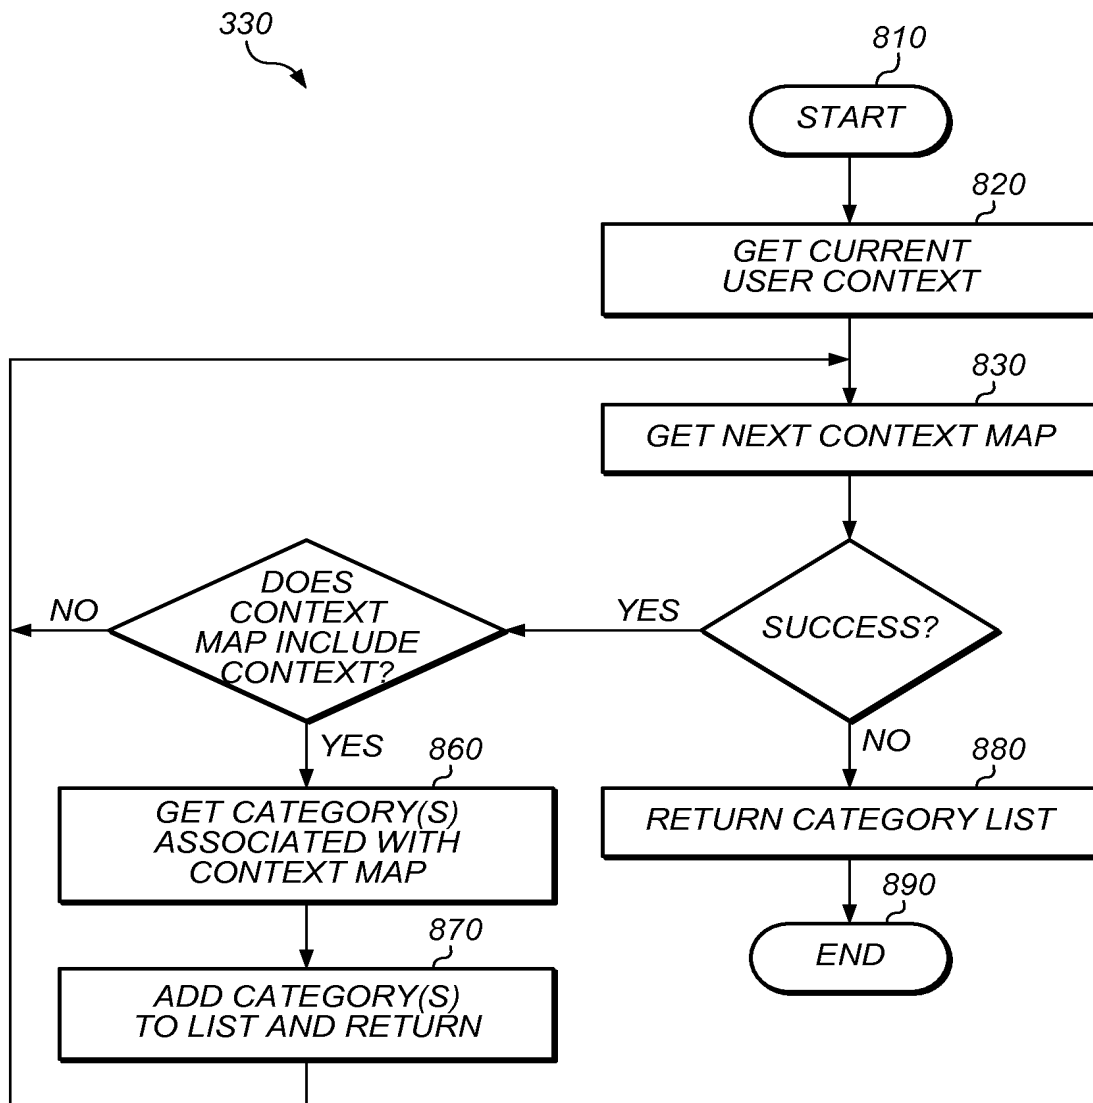 330
810
START
820
GET CURRENT
USER CONTEXT
830
GET NEXT CONTEXT MAP
DOES
CONTEXT
MAP INCLUDE
CONTEXT?
NO
YES
SUCCESS?
YES
NO
860
GET CATEGORY(S)
ASSOCIATED WITH
CONTEXT MAP
880
RETURN CATEGORY LIST
870
ADD CATEGORY(S)
TO LIST AND RETURN
890
END